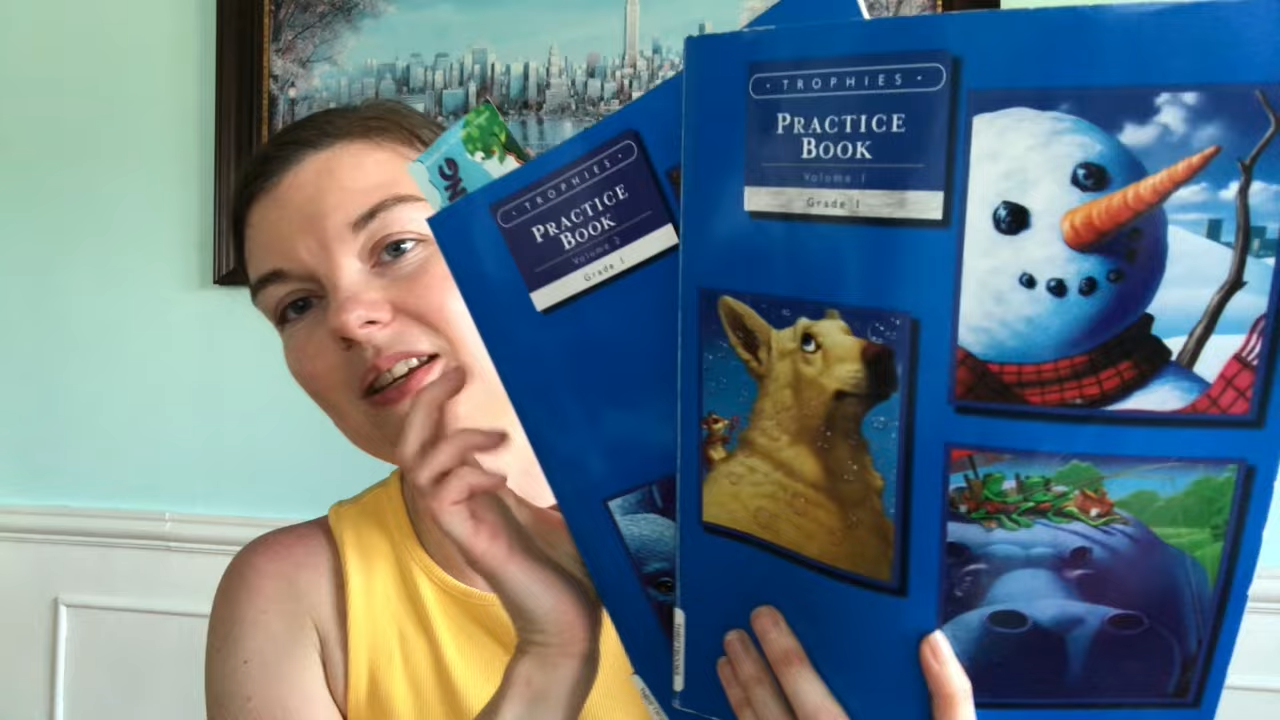 · TROPHIES ·
PRACTICE
BOOK
Volume 2
Grade 1
· TROPHIES ·
PRACTICE
BOOK
Volume 1
Grade 1